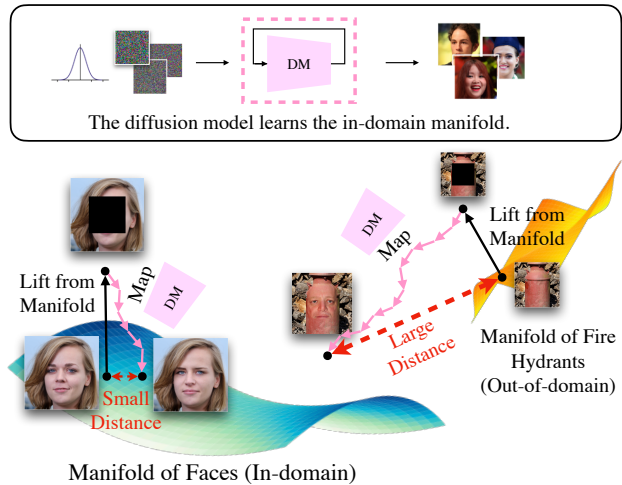 DM
The diffusion model learns the in-domain manifold.
Lift from
Manifold
Map
DM
Small
Distance
Manifold of Faces (In-domain)
DM
Map
Lift from
Manifold
Large
Distance
Manifold of Fire
Hydrants
(Out-of-domain)